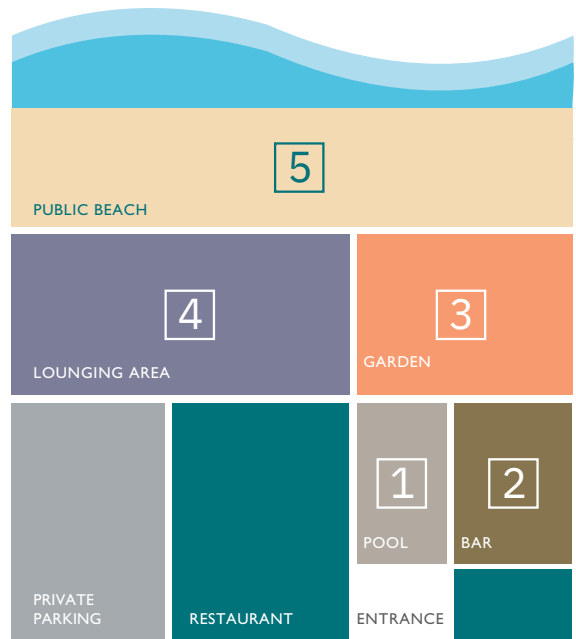 5
PUBLIC BEACH
4
LOUNGING AREA
3
GARDEN
1
POOL
2
BAR
PRIVATE
PARKING
RESTAURANT
ENTRANCE